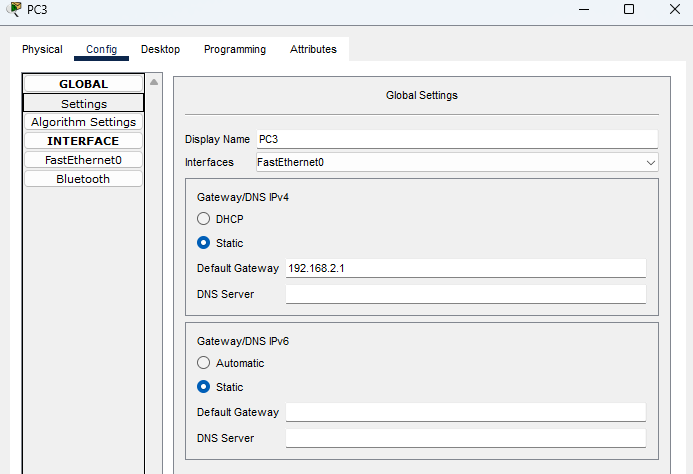 PC3
Physical Config Desktop Programming Attributes
GLOBAL
Settings
Algorithm Settings
INTERFACE
FastEthernet0
Bluetooth
Global Settings
Display Name PC3
Interfaces FastEthernet0
Gateway/DNS IPv4
DHCP
Static
Default Gateway 192.168.2.1
DNS Server
Gateway/DNS IPv6
Automatic
Static
Default Gateway
DNS Server